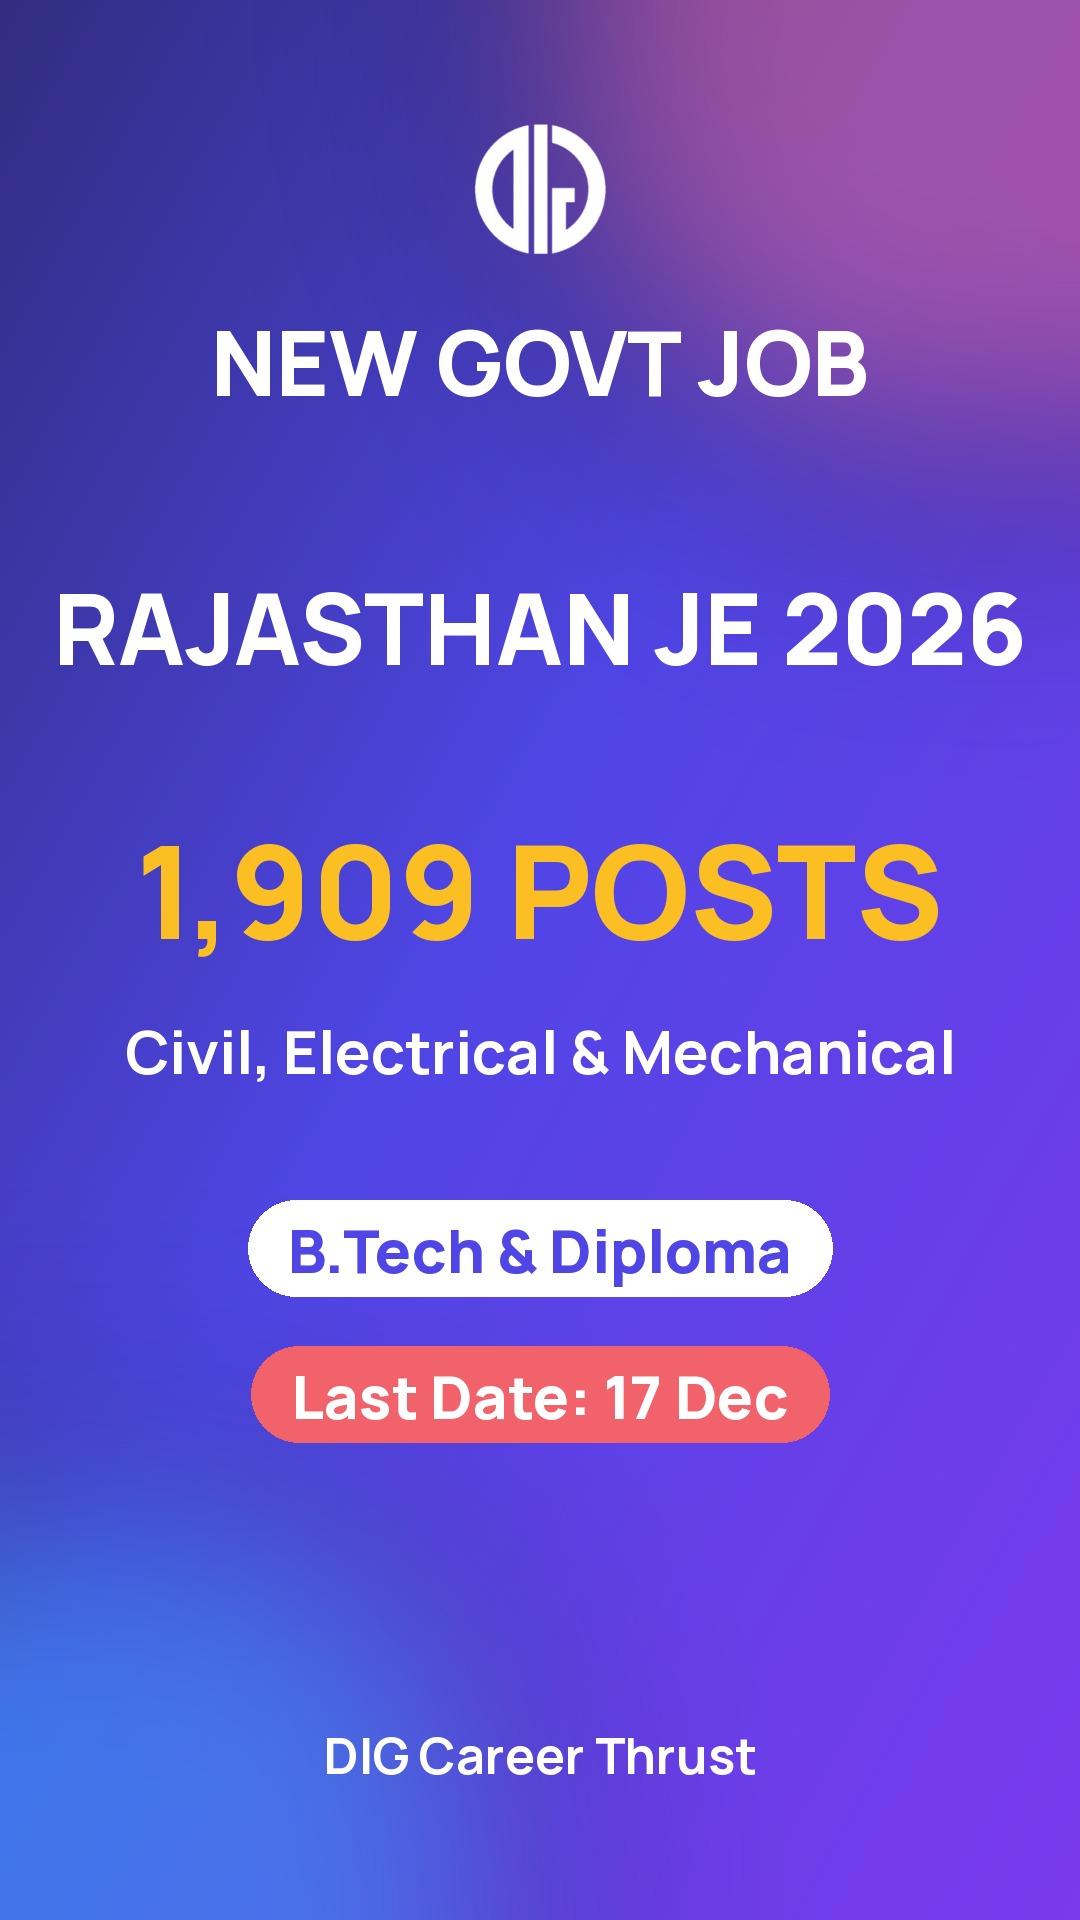 DIG
NEW GOVT JOB
RAJASTHAN JE 2026
1,909 POSTS
Civil, Electrical & Mechanical
B.Tech & Diploma
Last Date: 17 Dec
DIG Career Thrust